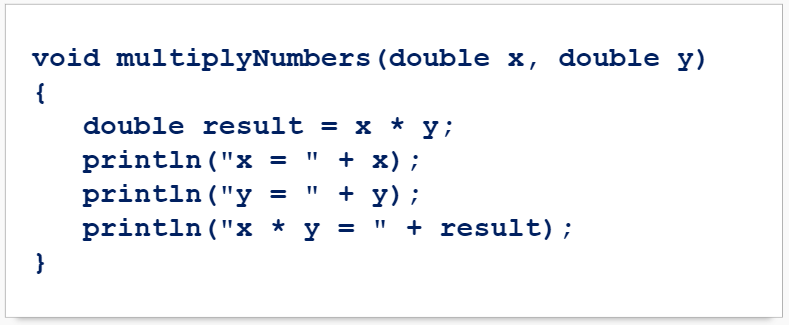 void multiplyNumbers(double x, double y)
{
   double result = x * y;
   println("x = " + x);
   println("y = " + y);
   println("x * y = " + result);
}